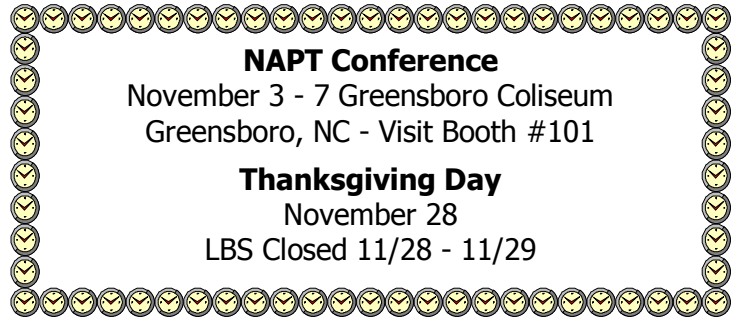 NAPT Conference
November 3 - 7 Greensboro Coliseum
Greensboro, NC - Visit Booth #101
Thanksgiving Day
November 28
LBS Closed 11/28 - 11/29